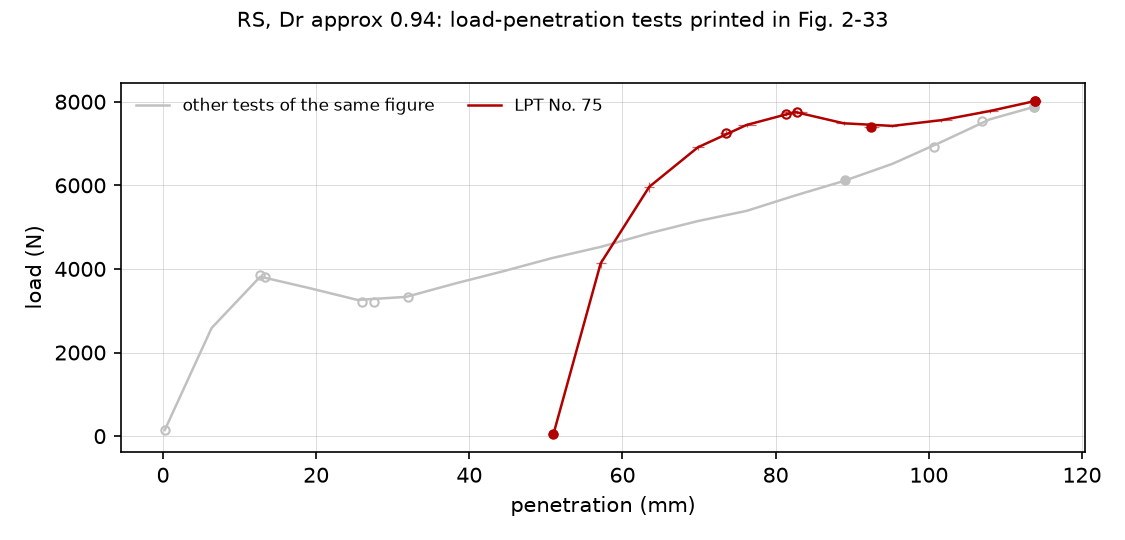 RS, Dr approx 0.94: load-penetration tests printed in Fig. 2-33
other tests of the same figure
LPT No. 75
8000
6000
4000
2000
0
load (N)
0 20 40 60 80 100 120
penetration (mm)